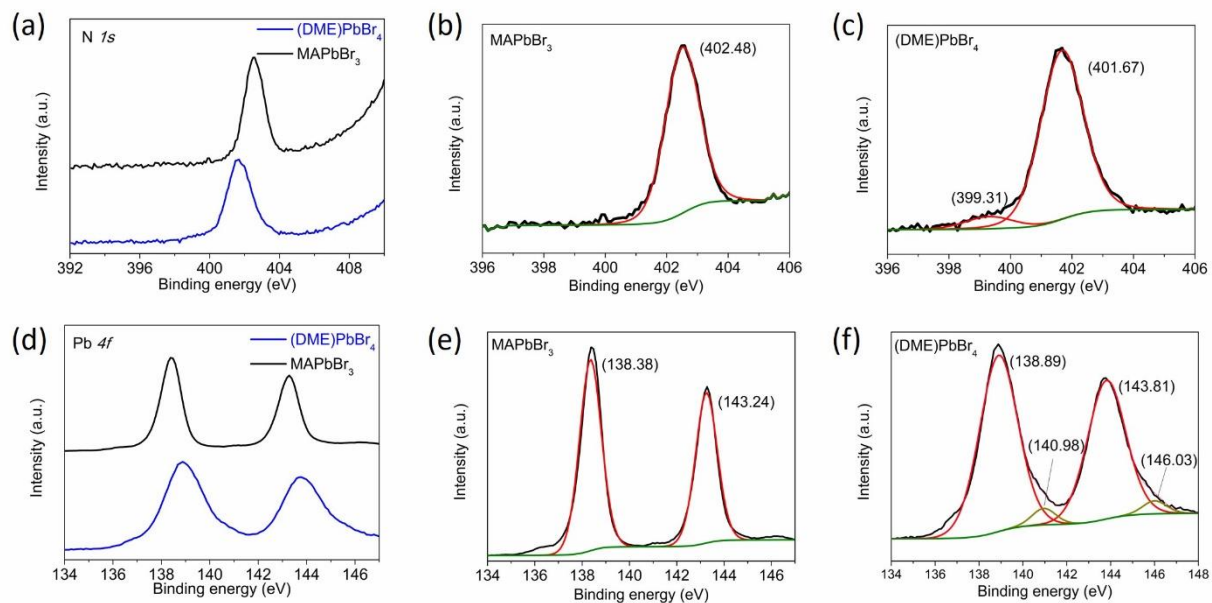 (a)
N 1s
(DME)PbBr4
MAPbBr3
Intensity (a.u.)
392 396 400 404 408
Binding energy (eV)
(b)
MAPbBr3
(402.48)
Intensity (a.u.)
396 398 400 402 404 406
Binding energy (eV)
(c)
(DME)PbBr4
(401.67)
(399.31)
Intensity (a.u.)
396 398 400 402 404 406
Binding energy (eV)
(d)
Pb 4f
(DME)PbBr4
MAPbBr3
Intensity (a.u.)
134 136 138 140 142 144 146
Binding energy (eV)
(e)
MAPbBr3
(138.38)
(143.24)
Intensity (a.u.)
134 136 138 140 142 144 146
Binding energy (eV)
(f)
(DME)PbBr4
(138.89)
(143.81)
(140.98)
(146.03)
Intensity (a.u.)
134 136 138 140 142 144 146 148
Binding energy (eV)